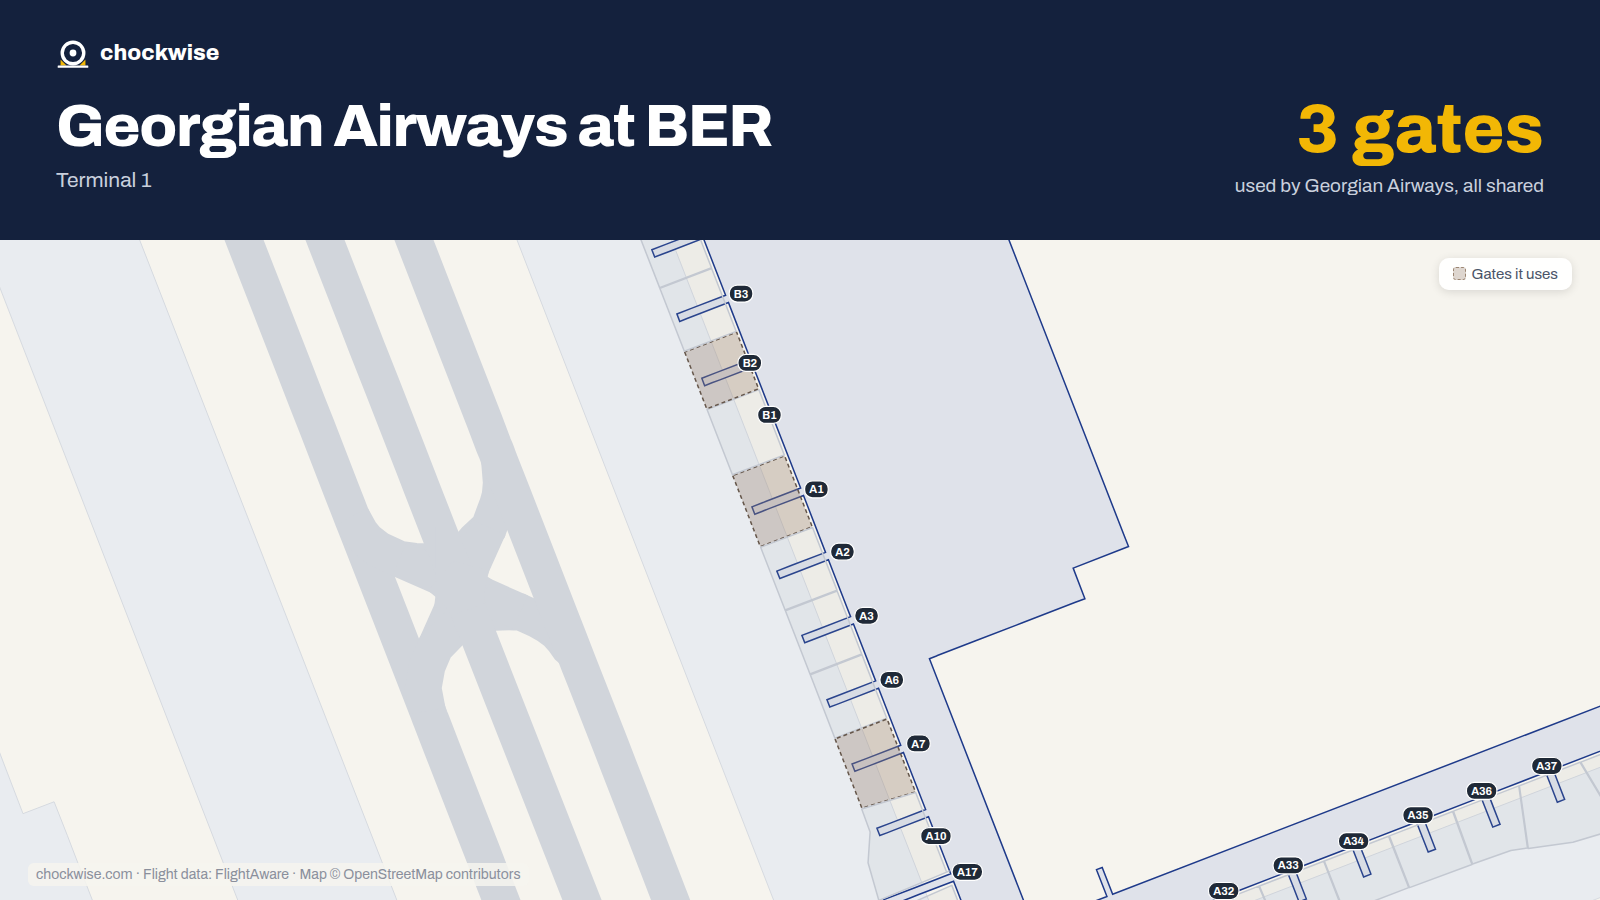 chockwise
Georgian Airways at BER
Terminal 1
3 gates
used by Georgian Airways, all shared
Gates it uses
B3
B2
B1
A1
A2
A3
A6
A7
A10
A17
A37
A36
A35
A34
A33
A32
chockwise.com · Flight data: FlightAware · Map © OpenStreetMap contributors